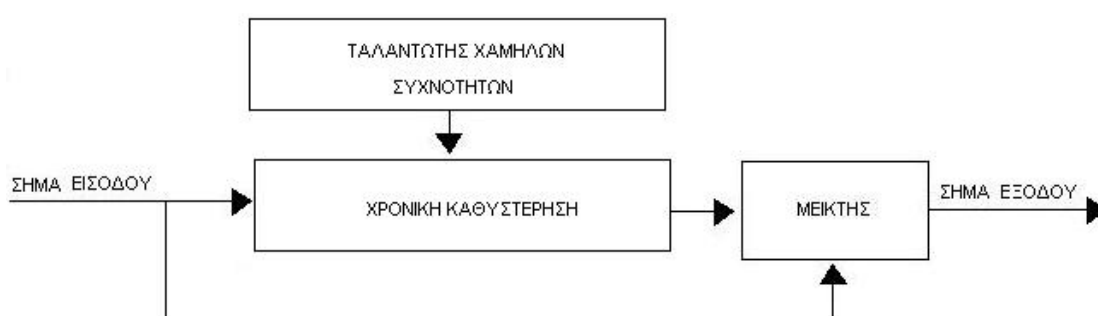 ΤΑΛΑΝΤΩΤΗΣ ΧΑΜΗΛΩΝ
ΣΥΧΝΟΤΗΤΩΝ
ΣΗΜΑ ΕΙΣΟΔΟΥ
ΧΡΟΝΙΚΗ ΚΑΘΥΣΤΕΡΗΣΗ
ΜΕΙΚΤΗΣ
ΣΗΜΑ ΕΞΟΔΟΥ